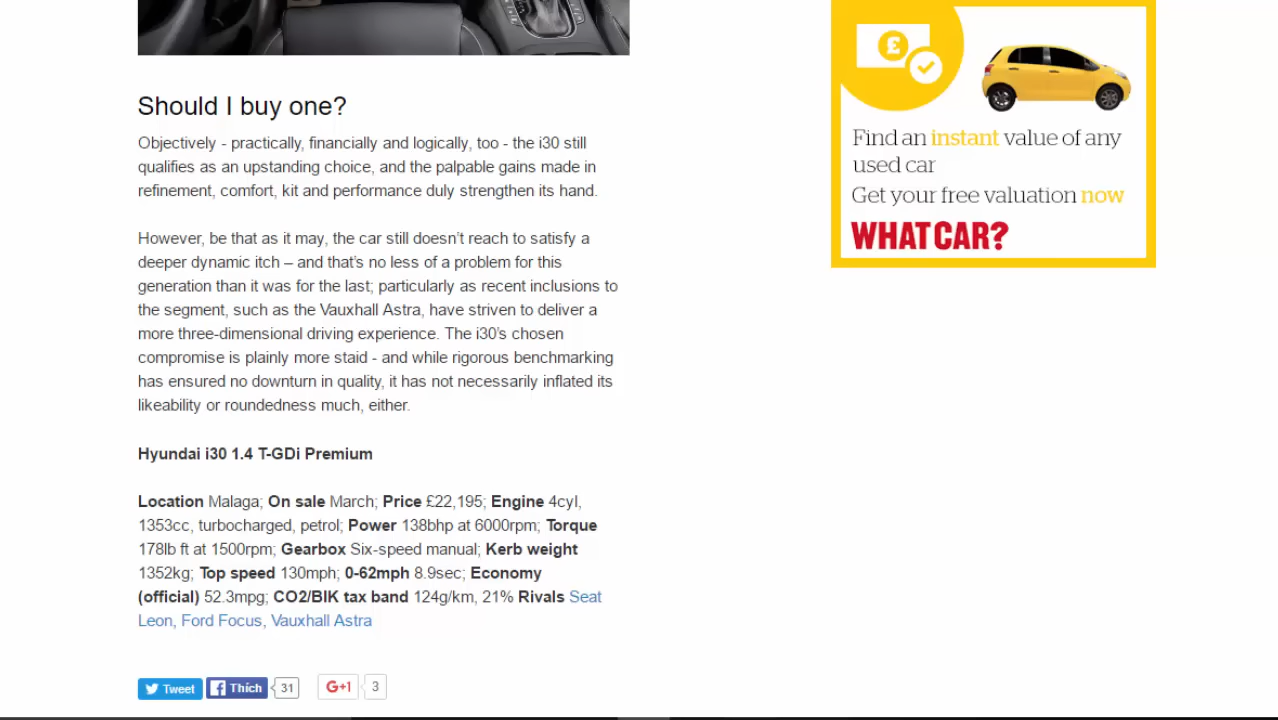 Should I buy one?
Objectively - practically, financially and logically, too - the i30 still
qualifies as an upstanding choice, and the palpable gains made in
refinement, comfort, kit and performance duly strengthen its hand.
However, be that as it may, the car still doesn’t reach to satisfy a
deeper dynamic itch – and that’s no less of a problem for this
generation than it was for the last; particularly as recent inclusions to
the segment, such as the Vauxhall Astra, have striven to deliver a
more three-dimensional driving experience. The i30’s chosen
compromise is plainly more staid - and while rigorous benchmarking
has ensured no downturn in quality, it has not necessarily inflated its
likeability or roundedness much, either.
Hyundai i30 1.4 T-GDi Premium
Location Malaga; On sale March; Price £22,195; Engine 4cyl,
1353cc, turbocharged, petrol; Power 138bhp at 6000rpm; Torque
178lb ft at 1500rpm; Gearbox Six-speed manual; Kerb weight
1352kg; Top speed 130mph; 0-62mph 8.9sec; Economy
(official) 52.3mpg; CO2/BIK tax band 124g/km, 21% Rivals Seat
Leon, Ford Focus, Vauxhall Astra
Tweet Thích 31 G+1 3
£
Find an instant value of any
used car
Get your free valuation now
WHAT CAR?